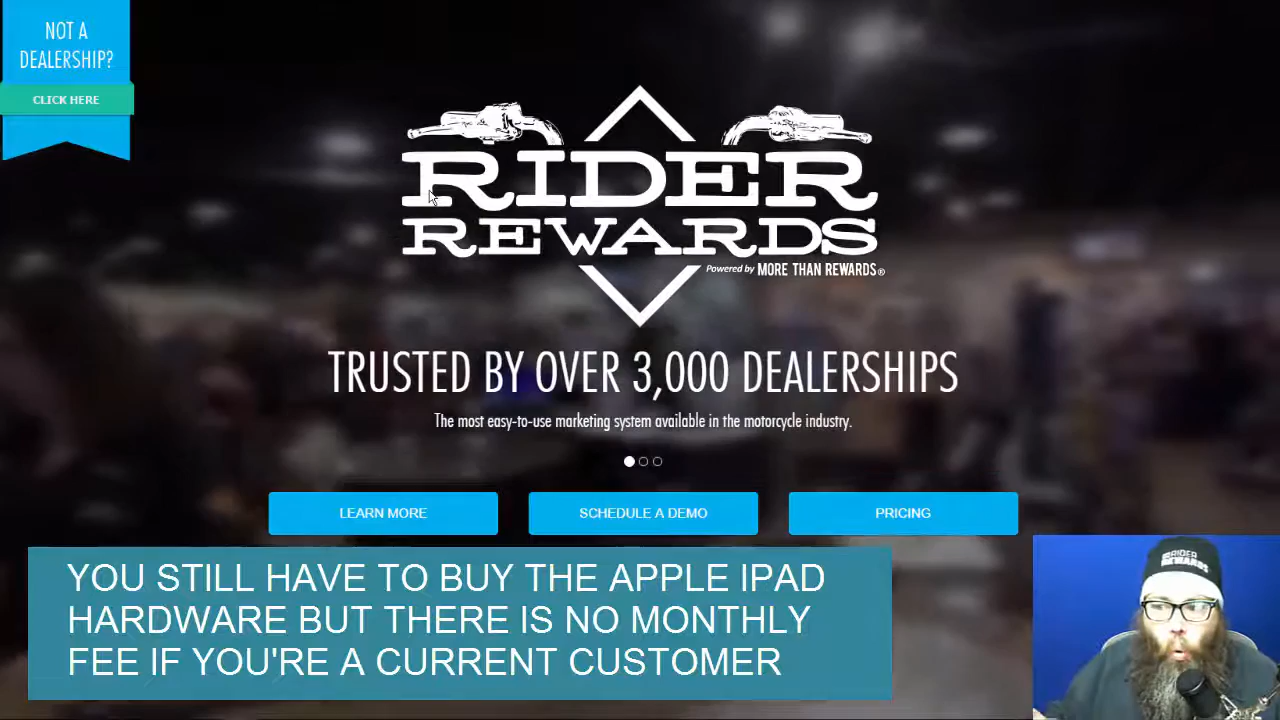 NOT A
DEALERSHIP?
CLICK HERE
RIDER
REWARDS
Powered by MORE THAN REWARDS®
TRUSTED BY OVER 3,000 DEALERSHIPS
The most easy-to-use marketing system available in the motorcycle industry.
LEARN MORE
SCHEDULE A DEMO
PRICING
YOU STILL HAVE TO BUY THE APPLE IPAD
HARDWARE BUT THERE IS NO MONTHLY
FEE IF YOU'RE A CURRENT CUSTOMER
RIDER
REWARDS